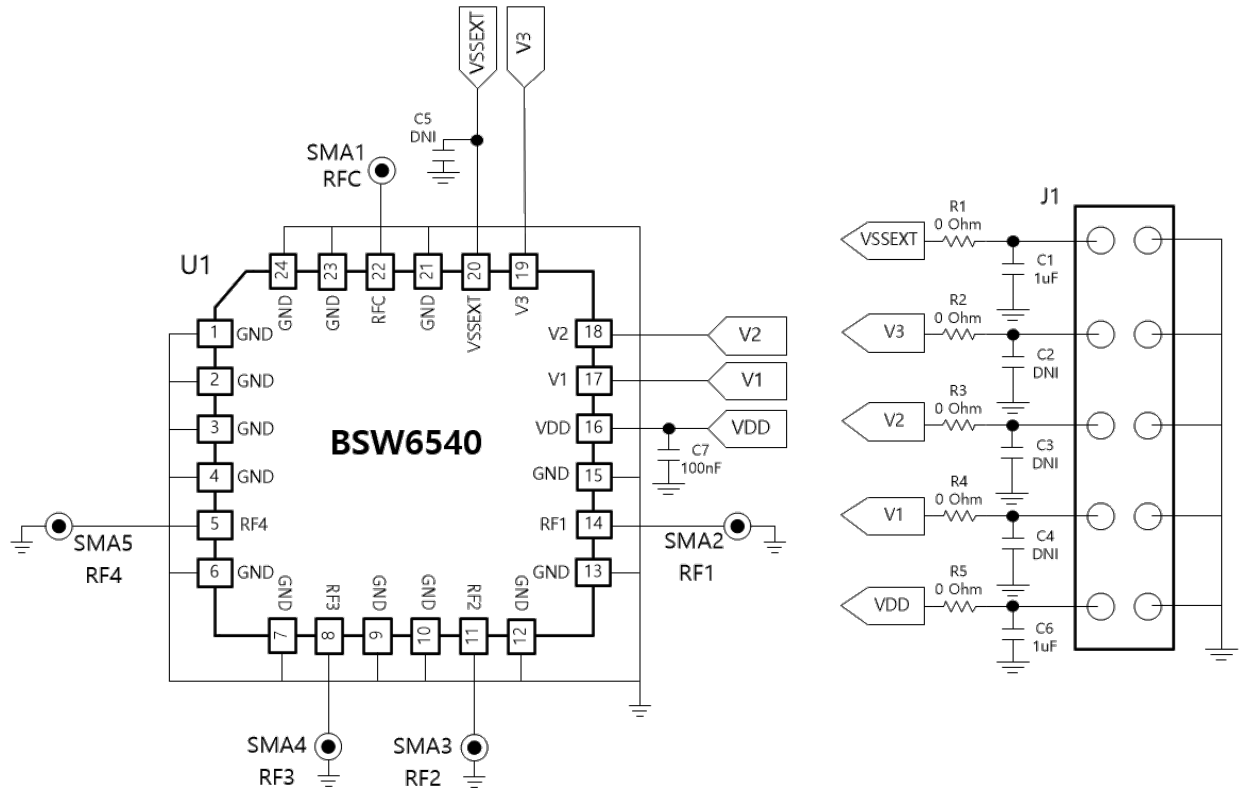 VSSEXT
V3
C5
DNI
SMA1
RFC
U1
24
23
22
21
20
19
GND
GND
RFC
GND
VSSEXT
V3
1
GND
2
GND
3
GND
4
GND
5
RF4
6
GND
BSW6540
V2
18
V2
V1
17
V1
VDD
16
VDD
C7
100nF
GND
15
RF1
14
GND
13
SMA5
RF4
SMA2
RF1
GND
RF3
GND
GND
RF2
GND
7
8
9
10
11
12
SMA4
RF3
SMA3
RF2
J1
R1
0 Ohm
VSSEXT
C1
1uF
R2
0 Ohm
V3
C2
DNI
R3
0 Ohm
V2
C3
DNI
R4
0 Ohm
V1
C4
DNI
R5
0 Ohm
VDD
C6
1uF